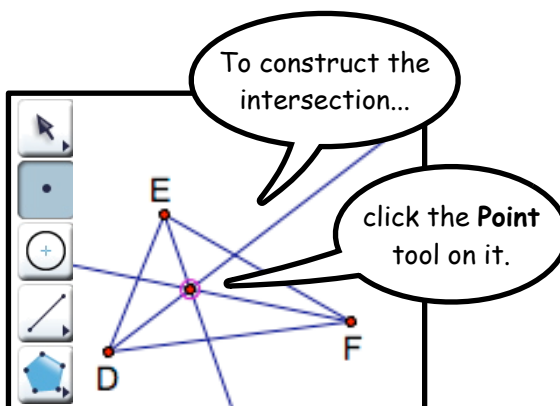 To construct the
intersection...
click the Point
tool on it.
E
F
D